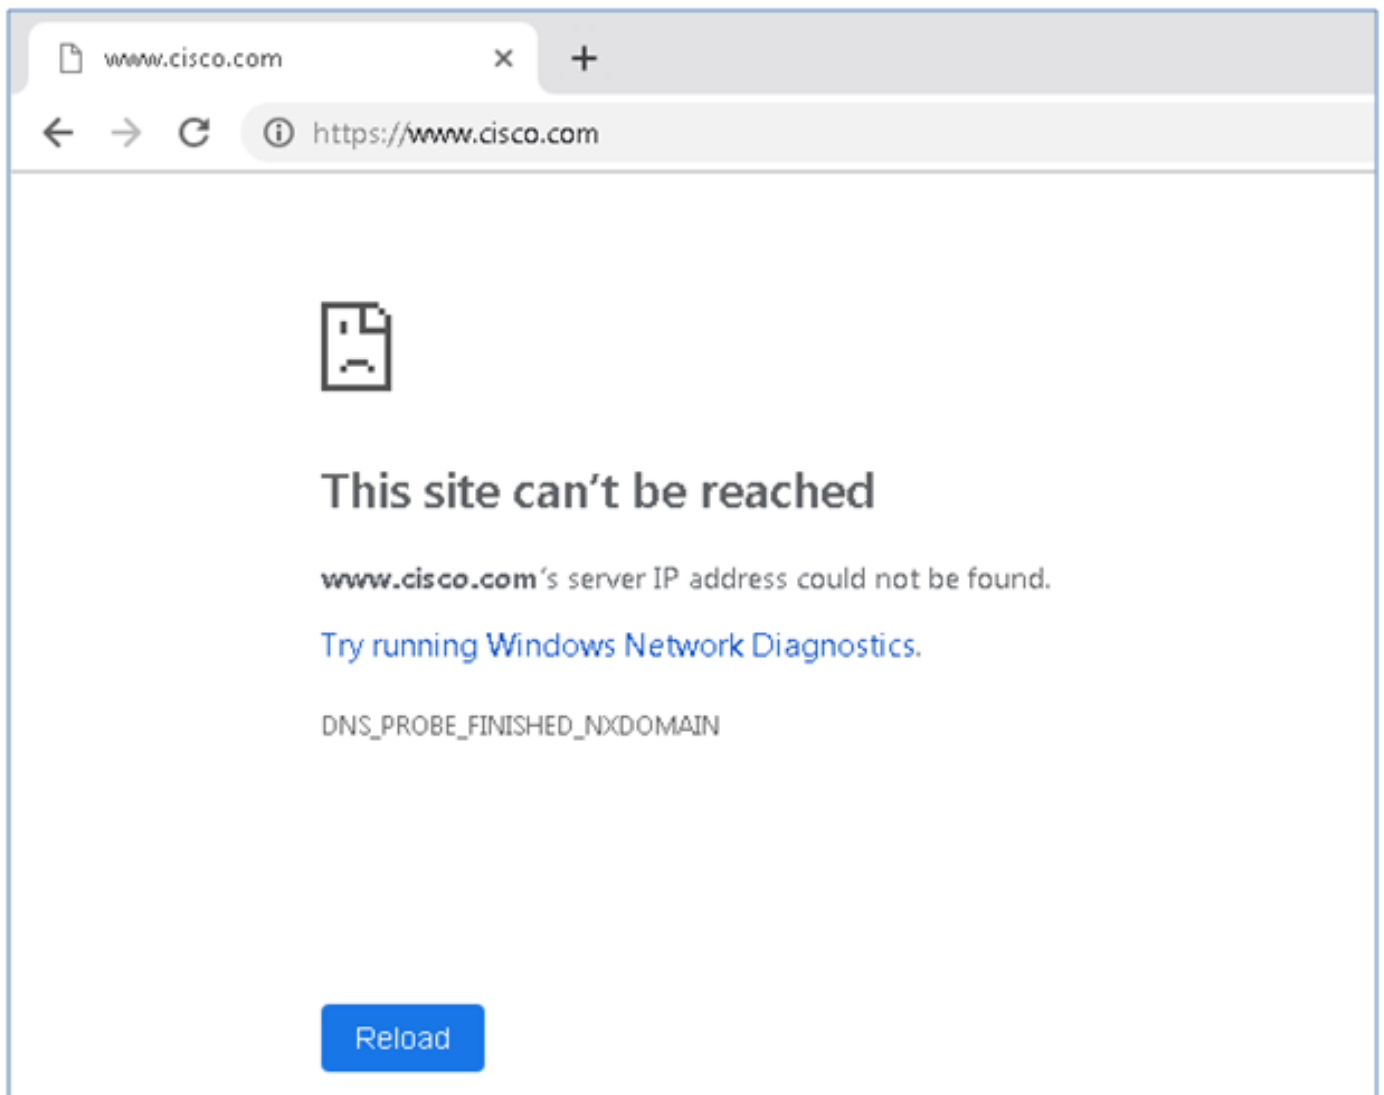 www.cisco.com
https://www.cisco.com
This site can’t be reached
www.cisco.com’s server IP address could not be found.
Try running Windows Network Diagnostics.
DNS_PROBE_FINISHED_NXDOMAIN
Reload